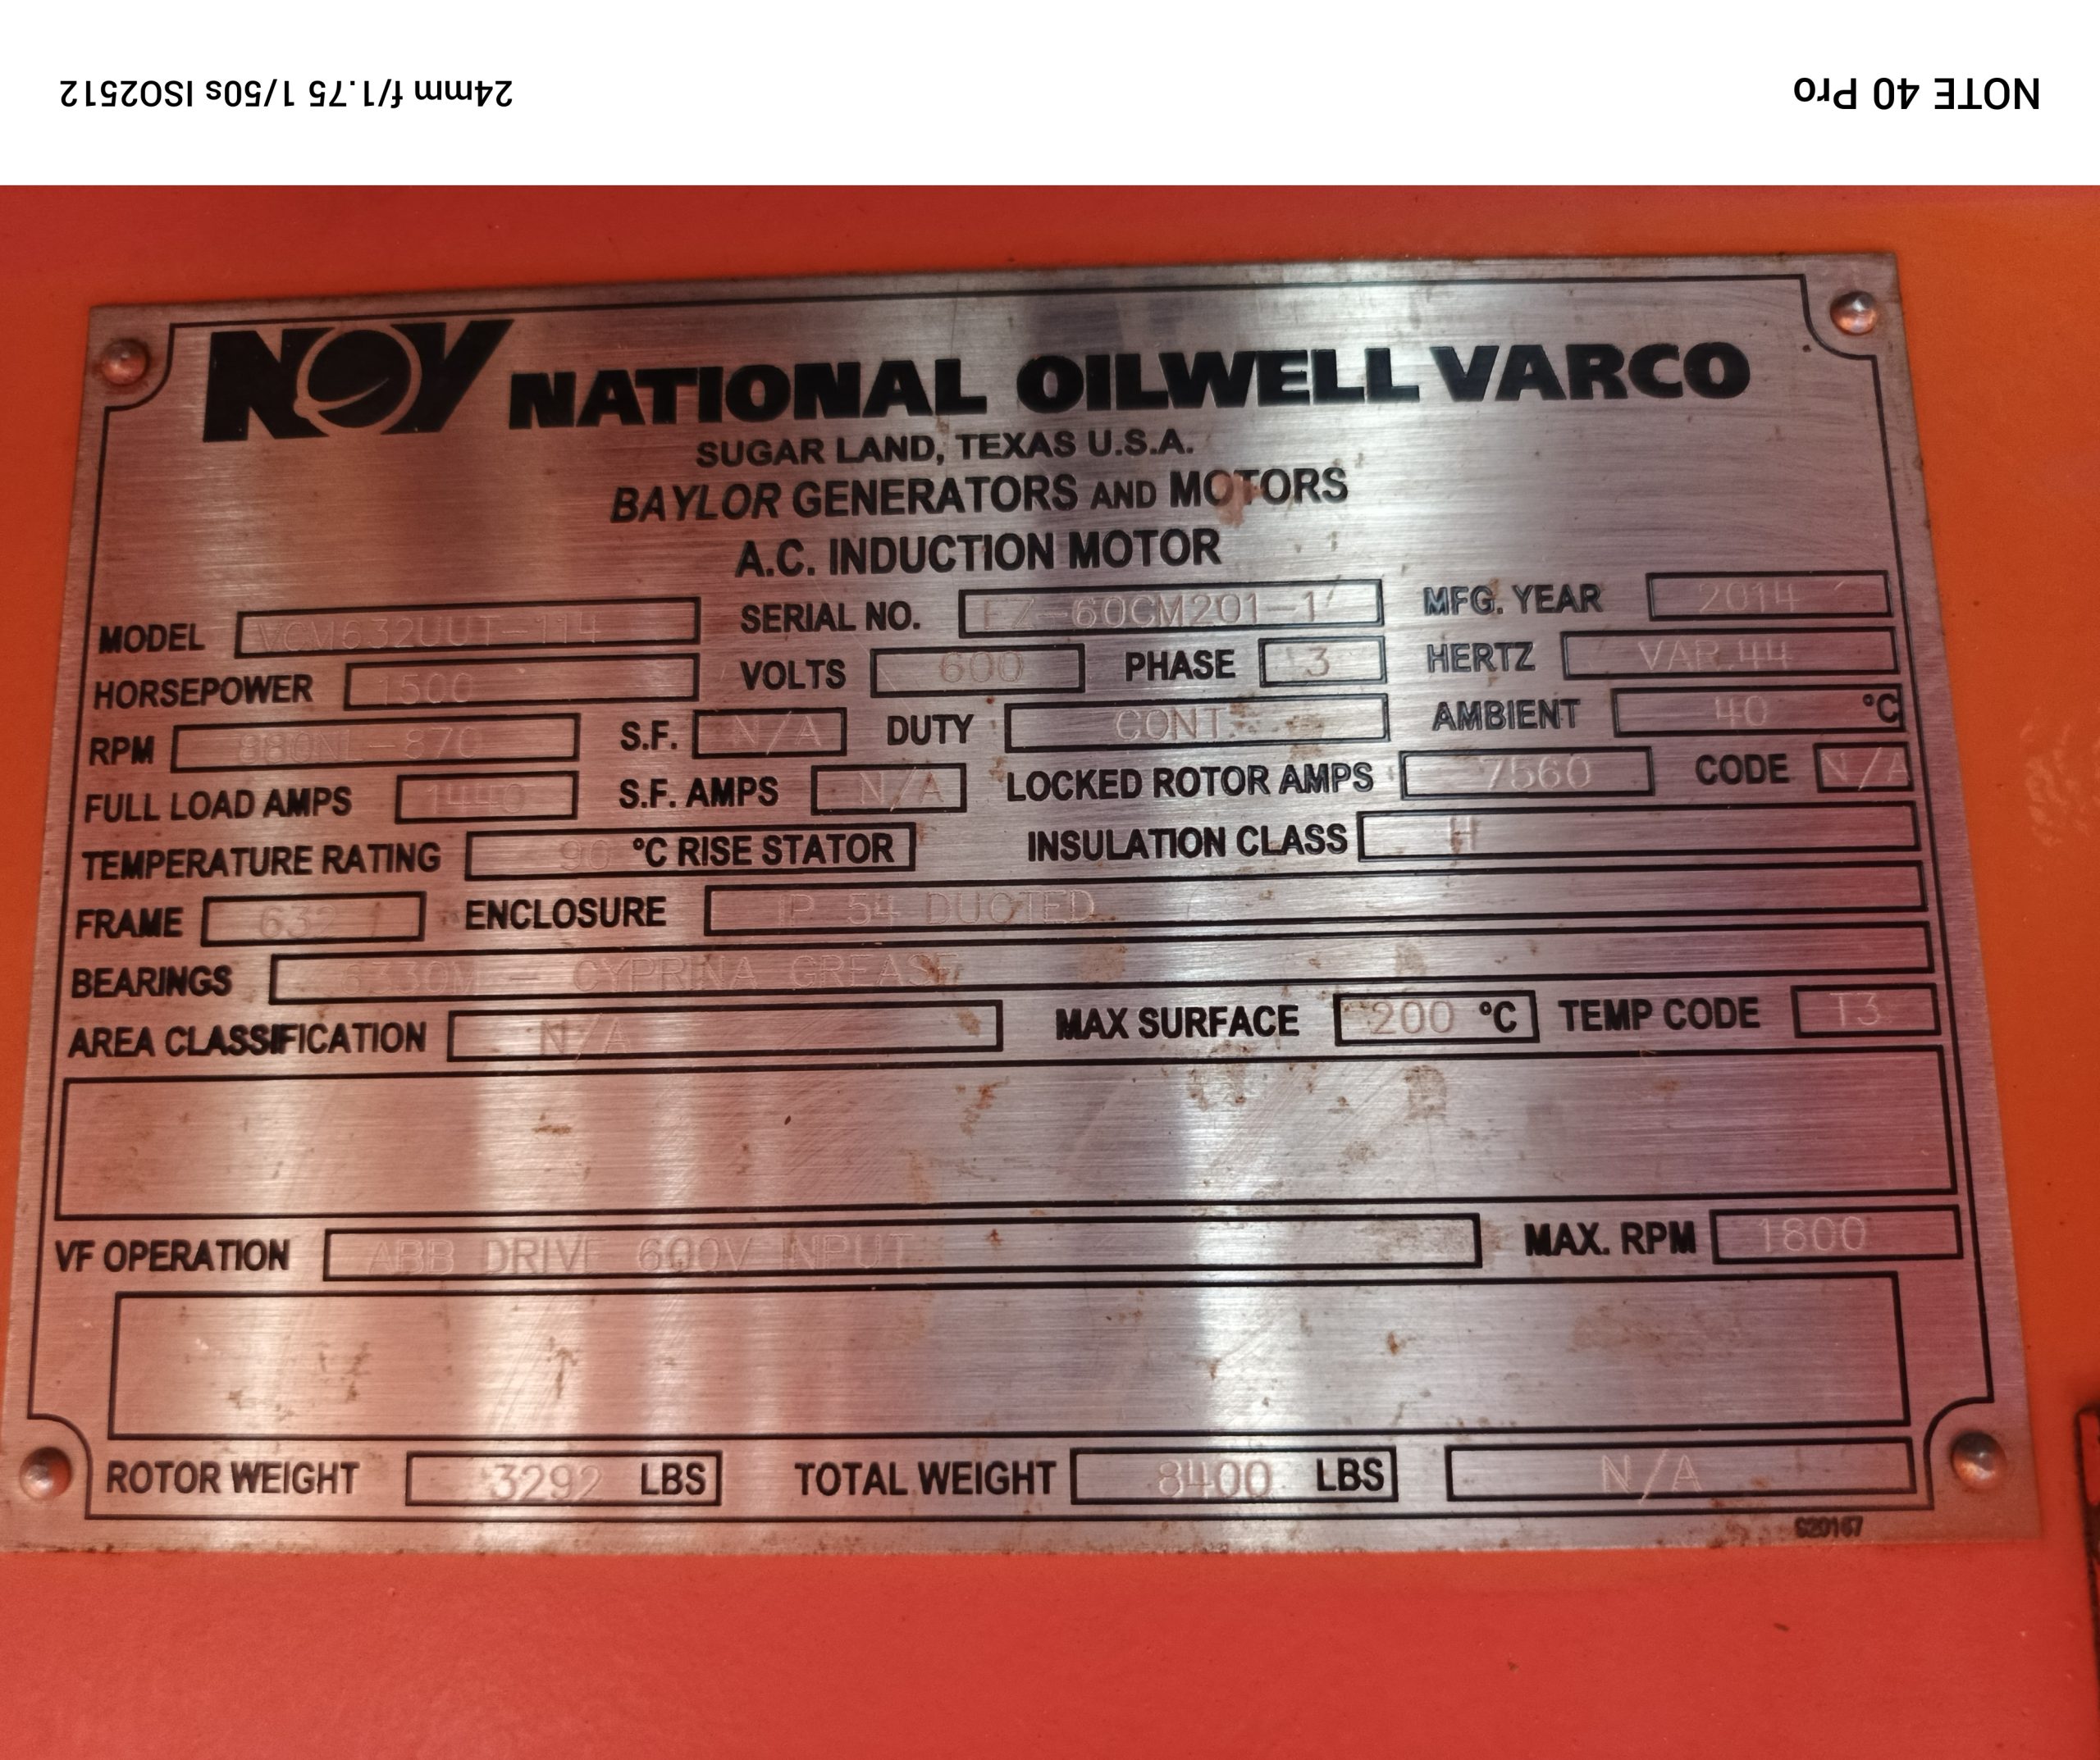 NOTE 40 Pro
24mm f/1.75 1/50s ISO2512
NOV NATIONAL OILWELL VARCO
SUGAR LAND, TEXAS U.S.A.
BAYLOR GENERATORS AND MOTORS
A.C. INDUCTION MOTOR
MODEL VCM632UUT-114 SERIAL NO. EZ-60CM201-1 MFG. YEAR 2014
HORSEPOWER 1500 VOLTS 600 PHASE 3 HERTZ VAR.44
RPM 880NL-870 S.F. N/A DUTY CONT. AMBIENT 40 °C
FULL LOAD AMPS 1440 S.F. AMPS N/A LOCKED ROTOR AMPS 7560 CODE N/A
TEMPERATURE RATING 90 °C RISE STATOR INSULATION CLASS H
FRAME 632 ENCLOSURE IP 54 DUCTED
BEARINGS 6330M - CYPRINA GREASE
AREA CLASSIFICATION N/A MAX SURFACE 200 °C TEMP CODE T3
VF OPERATION ABB DRIVE 600V INPUT MAX. RPM 1800
ROTOR WEIGHT 3292 LBS TOTAL WEIGHT 8400 LBS N/A